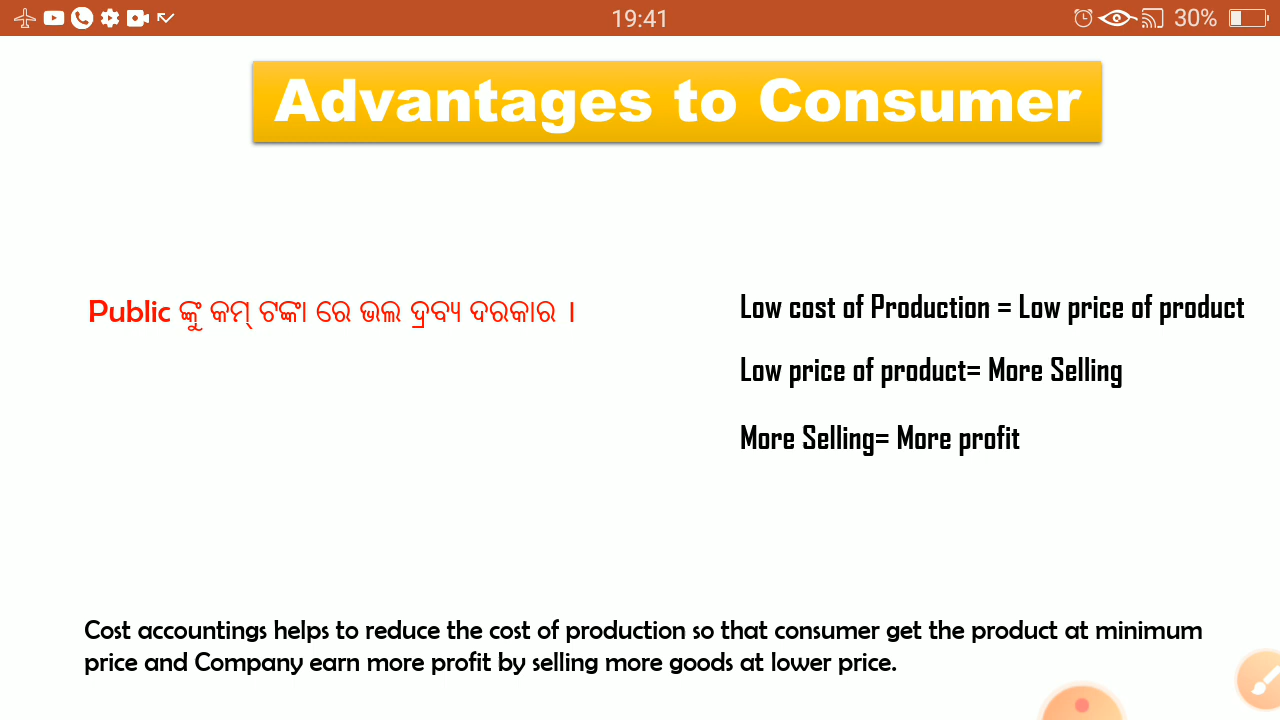 19:41
30%
Advantages to Consumer
Public ଙ୍କୁ କମ୍ ଟଙ୍କା ରେ ଭଲ ଦ୍ରବ୍ୟ ଦରକାର ।
Low cost of Production = Low price of product
Low price of product= More Selling
More Selling= More profit
Cost accountings helps to reduce the cost of production so that consumer get the product at minimum
price and Company earn more profit by selling more goods at lower price.